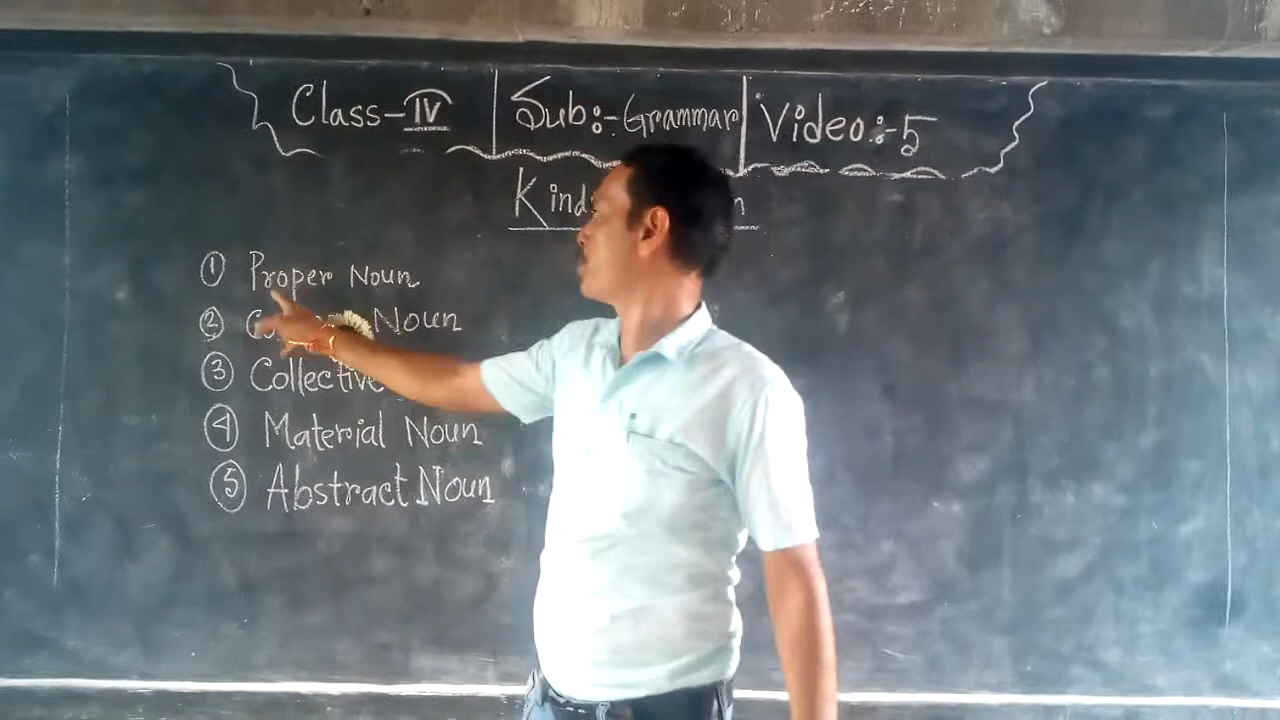 Class-IV Sub:-Grammar Video:-5
① Proper Noun
② Noun
③ Collective
④ Material Noun
⑤ Abstract Noun